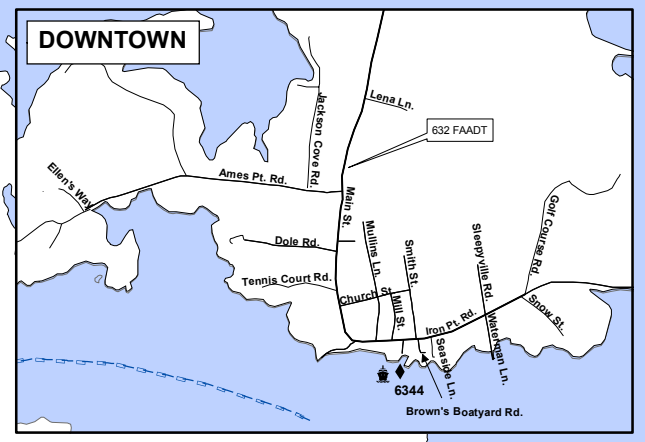 DOWNTOWN
Lena Ln.
Jackson Cove Rd.
632 FAADT
Ellen's Way
Ames Pt. Rd.
Main St.
Golf Course Rd.
Mullins Ln.
Smith St.
Sleepyville Rd.
Dole Rd.
Tennis Court Rd.
Church St.
Mill St.
Iron Pt. Rd.
Snow St.
Waterman Ln.
Seaside Ln.
6344
Brown's Boatyard Rd.